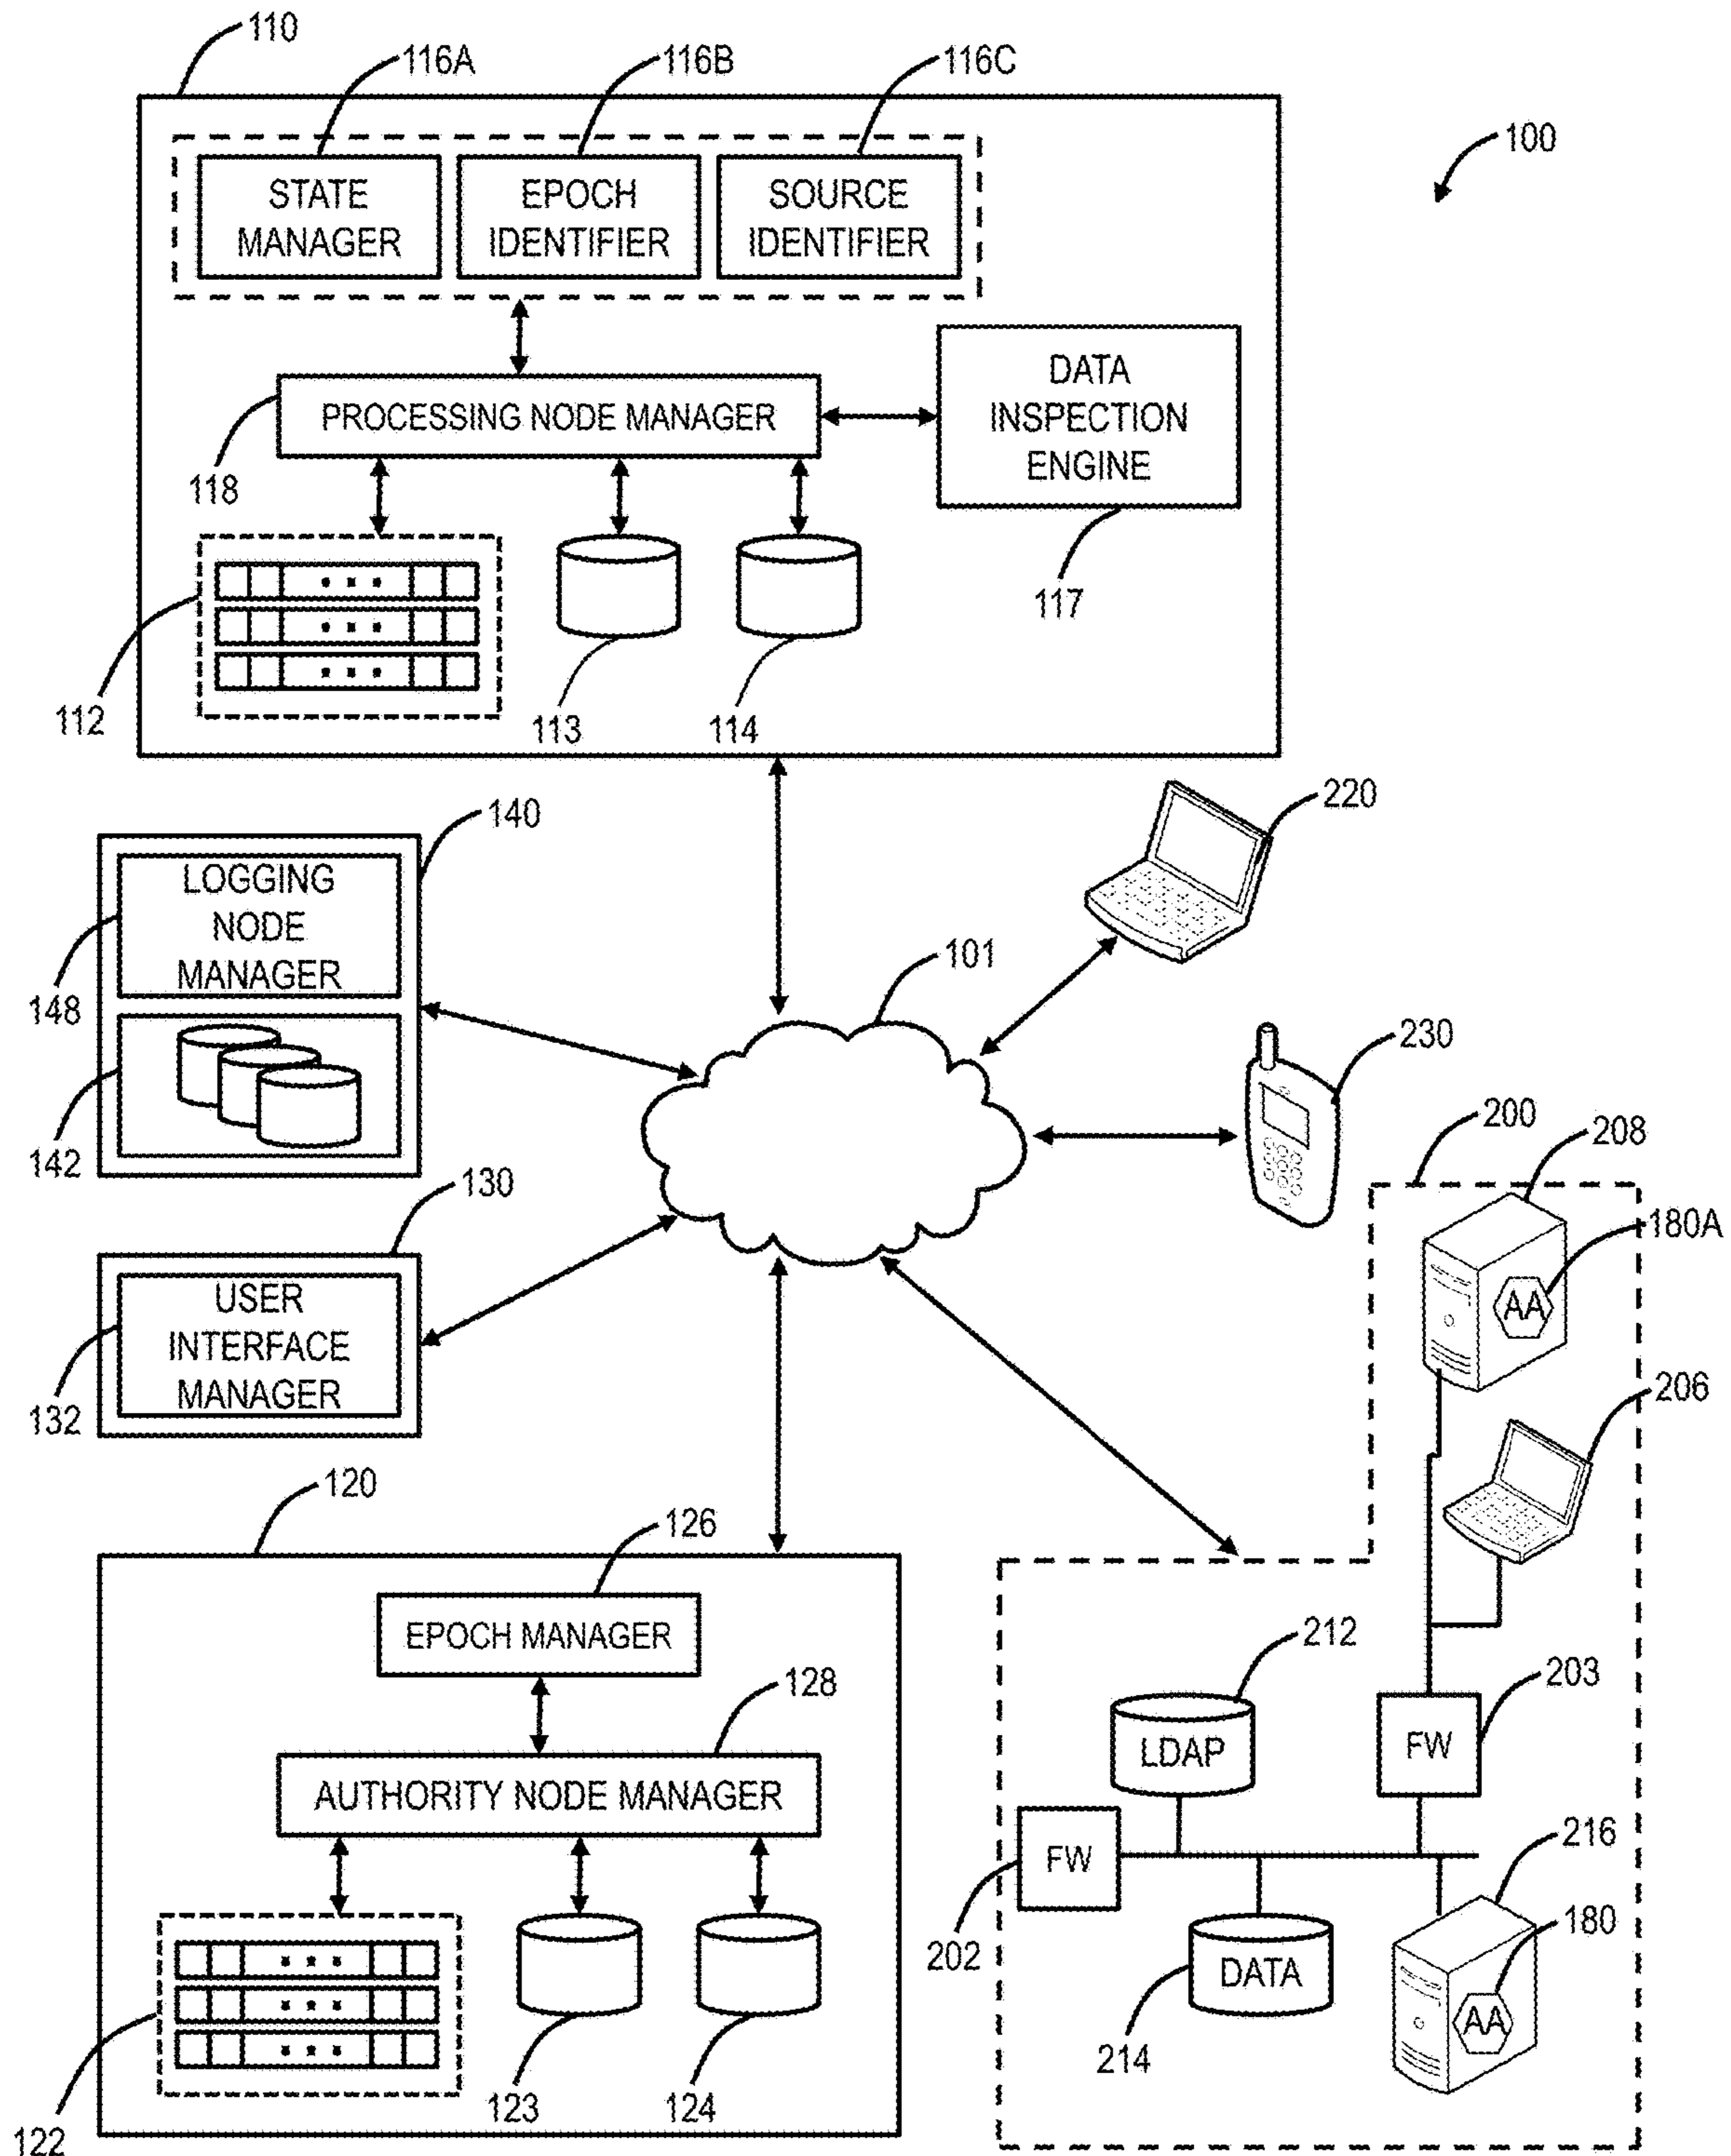 110
116A
116B
116C
100
STATE
MANAGER
EPOCH
IDENTIFIER
SOURCE
IDENTIFIER
DATA
INSPECTION
ENGINE
PROCESSING NODE MANAGER
118
117
112
113
114
140
220
LOGGING
NODE
MANAGER
148
101
142
230
200
208
180A
AA
130
USER
INTERFACE
MANAGER
132
206
120
126
EPOCH MANAGER
212
203
128
LDAP
FW
AUTHORITY NODE MANAGER
FW
216
180
202
DATA
AA
214
123
124
122